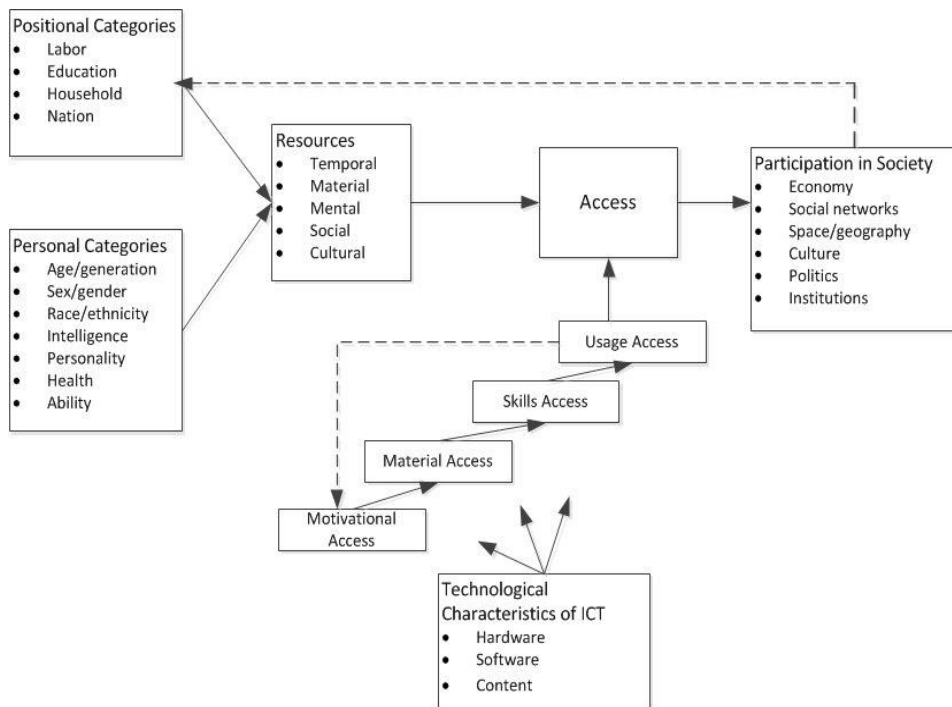 Positional Categories
• Labor
• Education
• Household
• Nation
Personal Categories
• Age/generation
• Sex/gender
• Race/ethnicity
• Intelligence
• Personality
• Health
• Ability
Resources
• Temporal
• Material
• Mental
• Social
• Cultural
Access
Participation in Society
• Economy
• Social networks
• Space/geography
• Culture
• Politics
• Institutions
Usage Access
Skills Access
Material Access
Motivational
Access
Technological
Characteristics of ICT
• Hardware
• Software
• Content